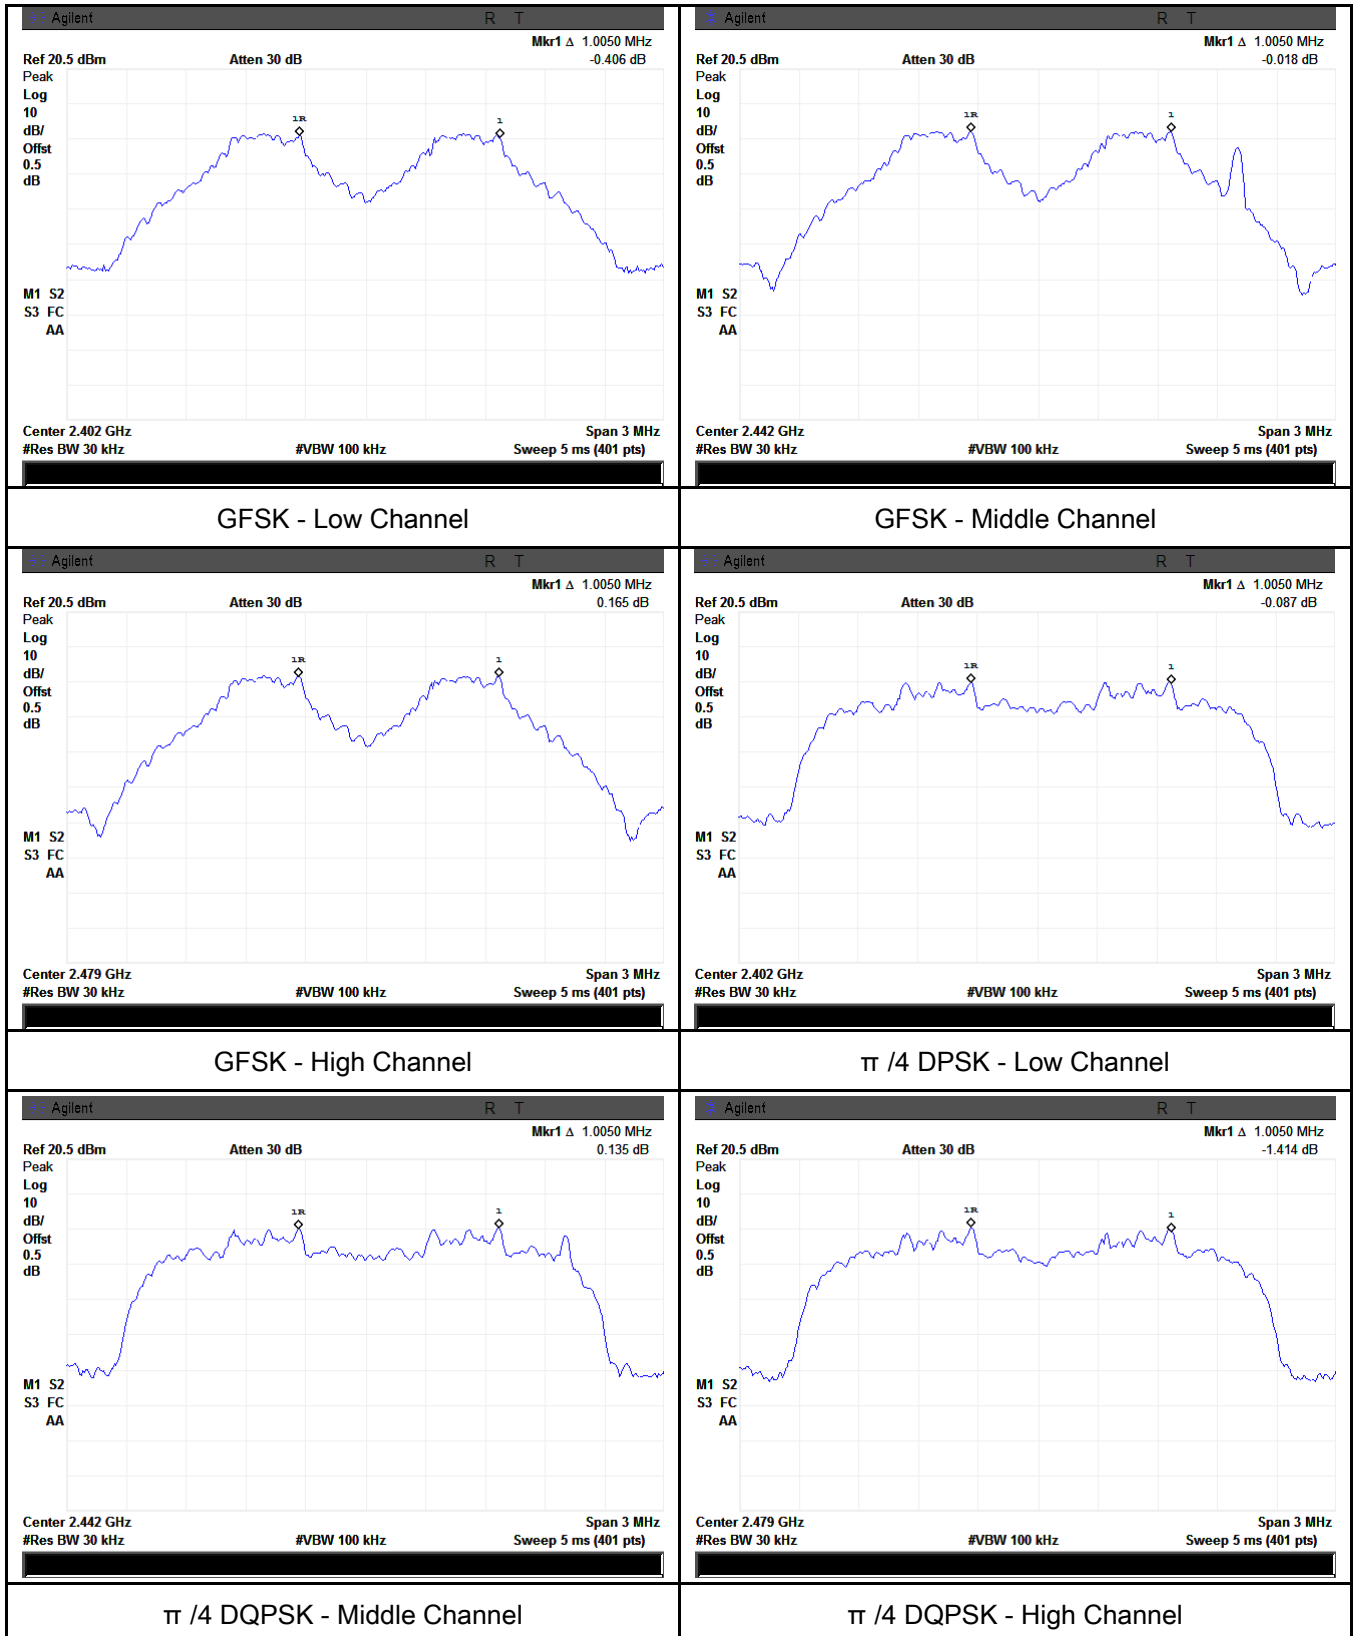 Agilent R T
Mkr1 Δ 1.0050 MHz
Ref 20.5 dBm Atten 30 dB -0.406 dB
Peak
Log
10
dB/
Offst
0.5
dB
1R 1
M1 S2
S3 FC
AA
Center 2.402 GHz Span 3 MHz
#Res BW 30 kHz #VBW 100 kHz Sweep 5 ms (401 pts)
GFSK - Low Channel
Agilent R T
Mkr1 Δ 1.0050 MHz
Ref 20.5 dBm Atten 30 dB -0.018 dB
Peak
Log
10
dB/
Offst
0.5
dB
1R 1
M1 S2
S3 FC
AA
Center 2.442 GHz Span 3 MHz
#Res BW 30 kHz #VBW 100 kHz Sweep 5 ms (401 pts)
GFSK - Middle Channel
Agilent R T
Mkr1 Δ 1.0050 MHz
Ref 20.5 dBm Atten 30 dB 0.165 dB
Peak
Log
10
dB/
Offst
0.5
dB
1R 1
M1 S2
S3 FC
AA
Center 2.479 GHz Span 3 MHz
#Res BW 30 kHz #VBW 100 kHz Sweep 5 ms (401 pts)
GFSK - High Channel
Agilent R T
Mkr1 Δ 1.0050 MHz
Ref 20.5 dBm Atten 30 dB -0.087 dB
Peak
Log
10
dB/
Offst
0.5
dB
1R 1
M1 S2
S3 FC
AA
Center 2.402 GHz Span 3 MHz
#Res BW 30 kHz #VBW 100 kHz Sweep 5 ms (401 pts)
π /4 DPSK - Low Channel
Agilent R T
Mkr1 Δ 1.0050 MHz
Ref 20.5 dBm Atten 30 dB 0.135 dB
Peak
Log
10
dB/
Offst
0.5
dB
1R 1
M1 S2
S3 FC
AA
Center 2.442 GHz Span 3 MHz
#Res BW 30 kHz #VBW 100 kHz Sweep 5 ms (401 pts)
π /4 DQPSK - Middle Channel
Agilent R T
Mkr1 Δ 1.0050 MHz
Ref 20.5 dBm Atten 30 dB -1.414 dB
Peak
Log
10
dB/
Offst
0.5
dB
1R 1
M1 S2
S3 FC
AA
Center 2.479 GHz Span 3 MHz
#Res BW 30 kHz #VBW 100 kHz Sweep 5 ms (401 pts)
π /4 DQPSK - High Channel